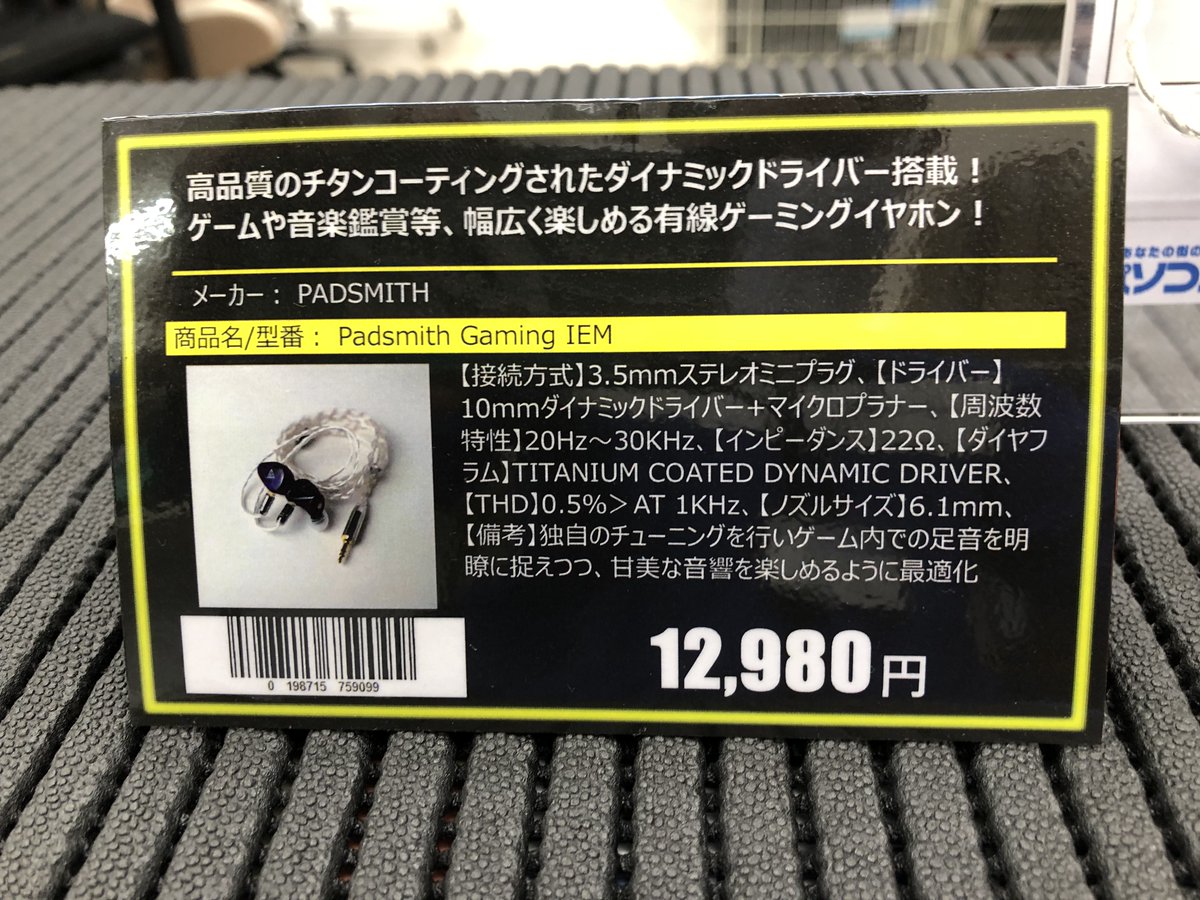 高品質のチタンコーティングされたダイナミックドライバー搭載！
ゲームや音楽鑑賞等、幅広く楽しめる有線ゲーミングイヤホン！
メーカー： PADSMITH
商品名/型番： Padsmith Gaming IEM
【接続方式】3.5mmステレオミニプラグ、【ドライバー】
10mmダイナミックドライバー＋マイクロプラナー、【周波数
特性】20Hz～30KHz、【インピーダンス】22Ω、【ダイヤフ
ラム】TITANIUM COATED DYNAMIC DRIVER、
【THD】0.5%＞AT 1KHz、【ノズルサイズ】6.1mm、
【備考】独自のチューニングを行いゲーム内での足音を明
瞭に捉えつつ、甘美な音響を楽しめるように最適化
0 198715 759099
12,980円
あなたの街の
パソコ